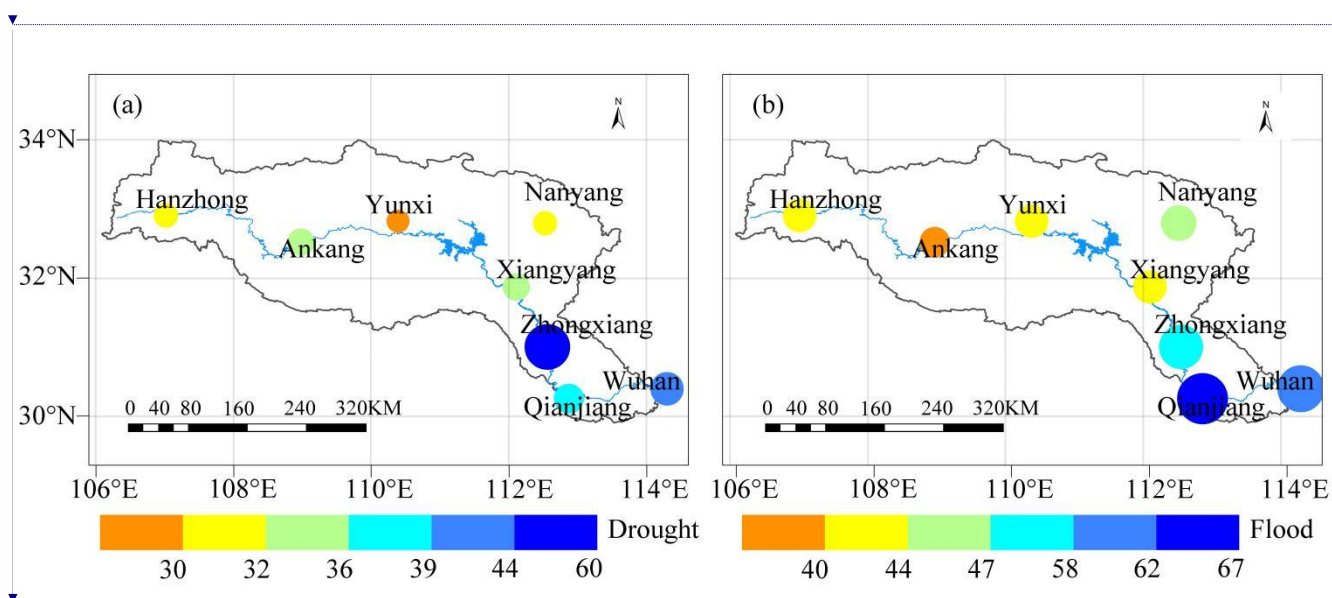 (a)
N
34°N
Hanzhong
Yunxi
Nanyang
Ankang
32°N
Xiangyang
Zhongxiang
Wuhan
Qianjiang
0 40 80 160 240 320KM
30°N
106°E 108°E 110°E 112°E 114°E
Drought
30 32 36 39 44 60
(b)
N
Hanzhong
Yunxi
Nanyang
Ankang
Xiangyang
Zhongxiang
Wuhan
Qianjiang
0 40 80 160 240 320KM
106°E 108°E 110°E 112°E 114°E
Flood
40 44 47 58 62 67